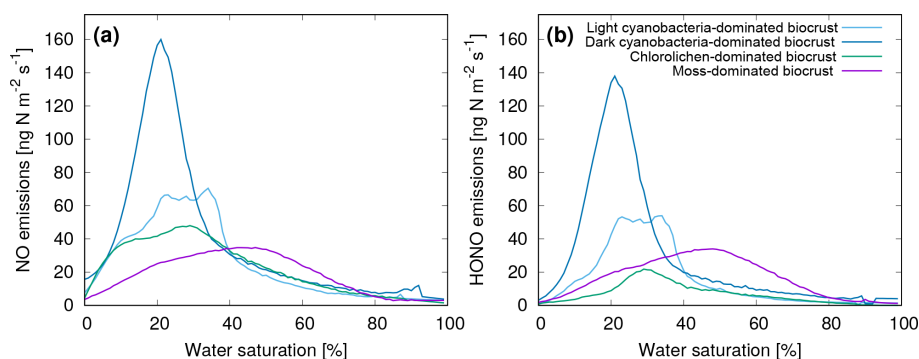 (a)
NO emissions [ng N m⁻² s⁻¹]
160
140
120
100
80
60
40
20
0
0 20 40 60 80 100
Water saturation [%]
(b)
Light cyanobacteria-dominated biocrust
Dark cyanobacteria-dominated biocrust
Chlorolichen-dominated biocrust
Moss-dominated biocrust
HONO emissions [ng N m⁻² s⁻¹]
160
140
120
100
80
60
40
20
0
0 20 40 60 80 100
Water saturation [%]